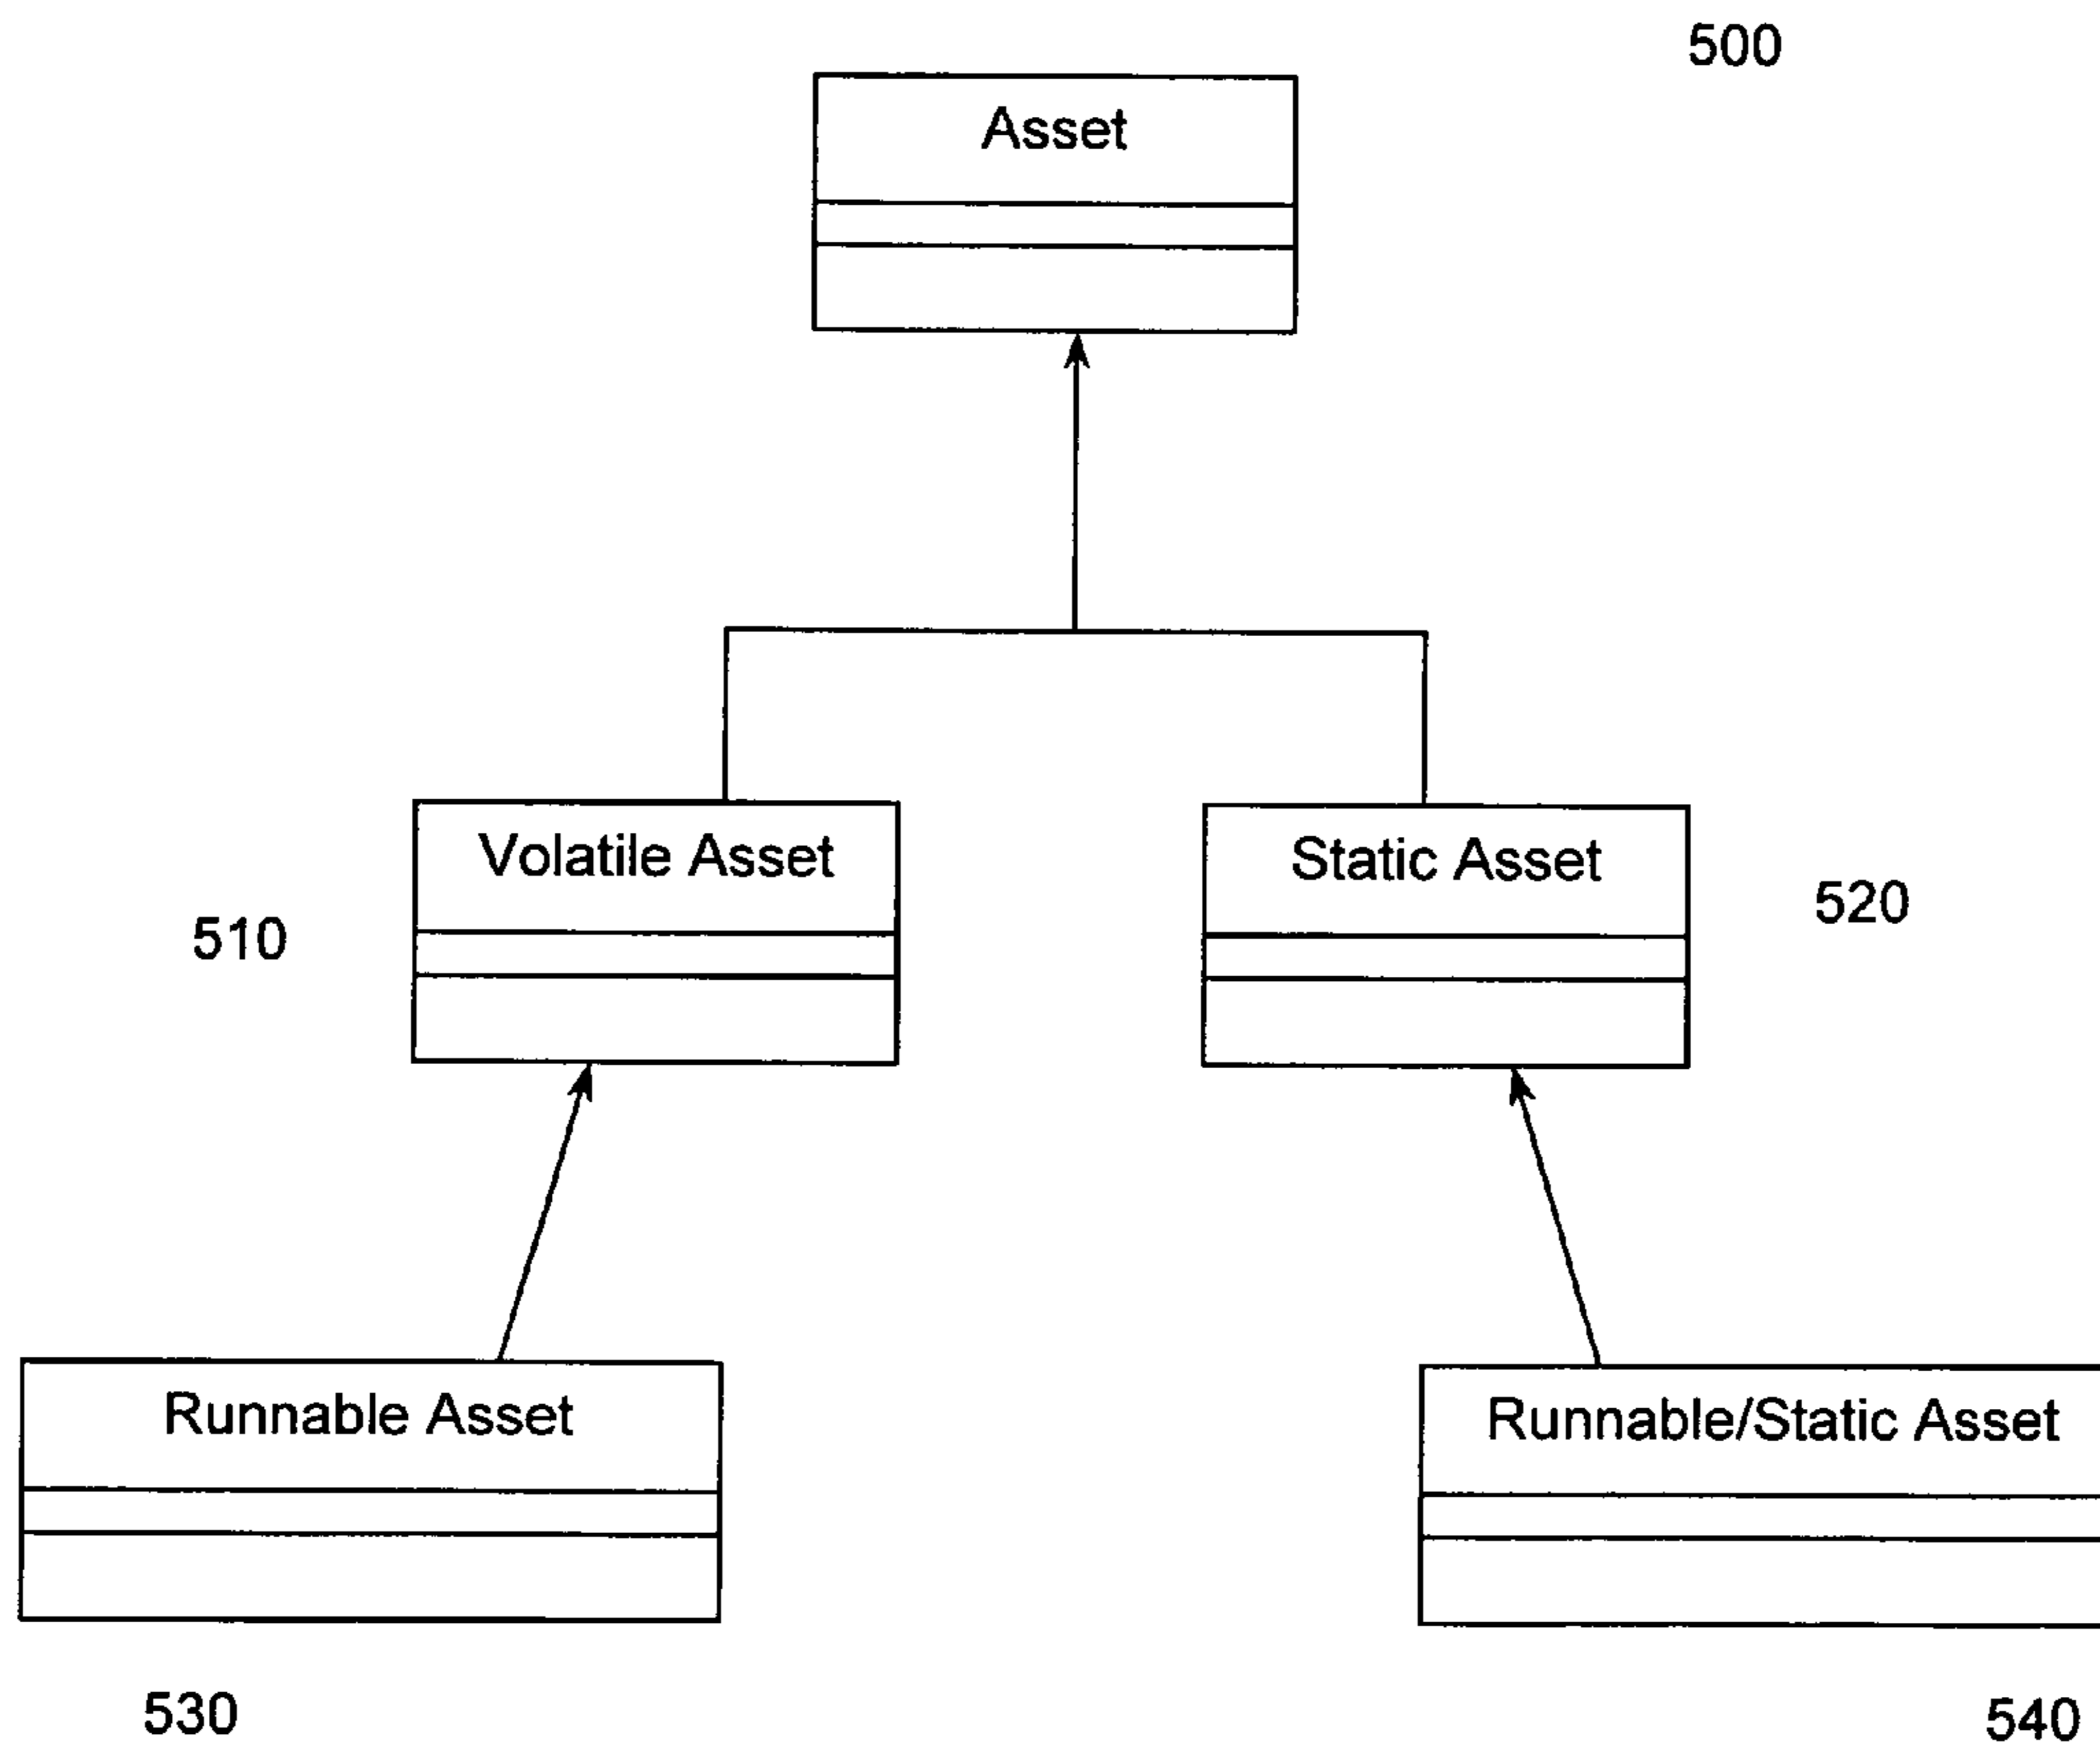 500
Asset
Volatile Asset
Static Asset
510
520
Runnable Asset
Runnable/Static Asset
530
540